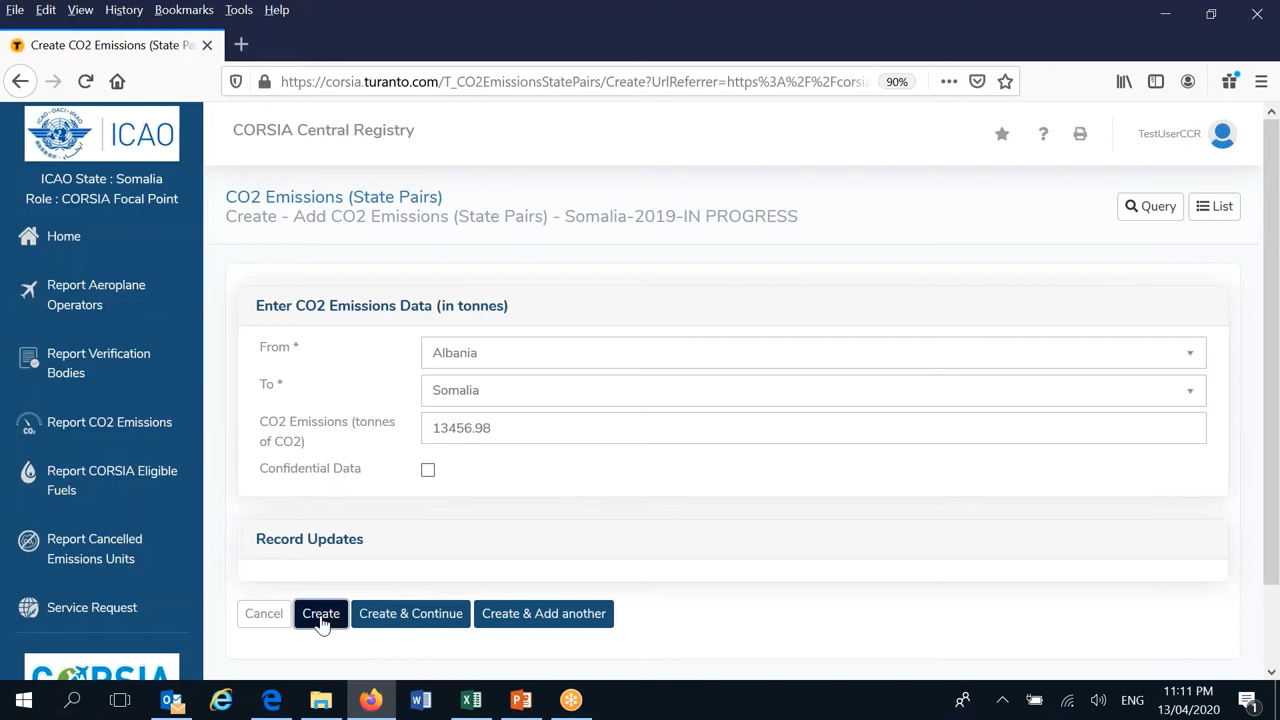 File Edit View History Bookmarks Tools Help
Create CO2 Emissions (State Pa
https://corsia.turanto.com/T_CO2EmissionsStatePairs/Create?UrlReferrer=https%3A%2F%2Fcorsia 90%
ICAO
CORSIA Central Registry
TestUserCCR
ICAO State : Somalia
Role : CORSIA Focal Point
Home
Report Aeroplane
Operators
Report Verification
Bodies
Report CO2 Emissions
Report CORSIA Eligible
Fuels
Report Cancelled
Emissions Units
Service Request
CORSIA
CO2 Emissions (State Pairs)
Create - Add CO2 Emissions (State Pairs) - Somalia-2019-IN PROGRESS
Query List
Enter CO2 Emissions Data (in tonnes)
From * Albania
To * Somalia
CO2 Emissions (tonnes
of CO2) 13456.98
Confidential Data
Record Updates
Cancel Create Create & Continue Create & Add another
ENG
11:11 PM
13/04/2020
1